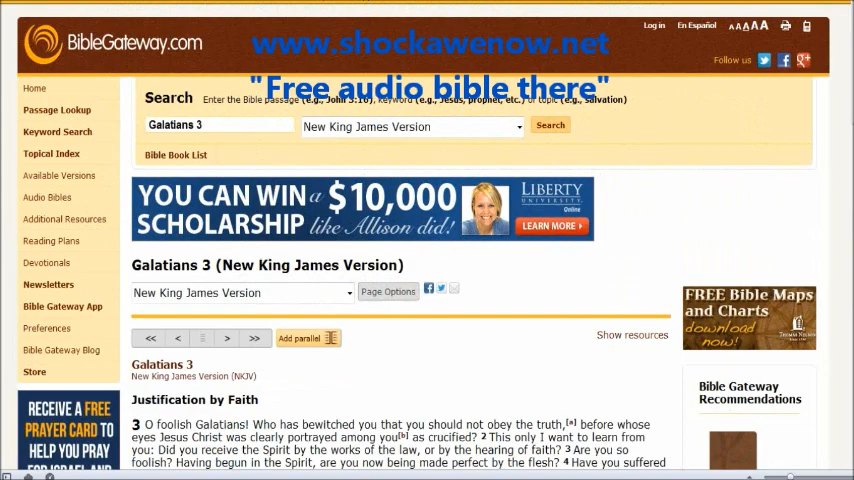 BibleGateway.com
www.shockawenow.net
"Free audio bible there"
Log in
En Español
AAAAA
Follow us
Home
Passage Lookup
Keyword Search
Topical Index
Available Versions
Audio Bibles
Additional Resources
Reading Plans
Devotionals
Newsletters
Bible Gateway App
Preferences
Bible Gateway Blog
Store
RECEIVE A FREE
PRAYER CARD TO
HELP YOU PRAY
FOR ISRAEL AND
Search
Enter the Bible passage (e.g., John 3:16), keyword (e.g., Jesus, prophet, etc.) or topic (e.g., salvation)
Galatians 3
New King James Version
Search
Bible Book List
YOU CAN WIN a $10,000
SCHOLARSHIP like Allison did!
LIBERTY
UNIVERSITY
Online
LEARN MORE
Galatians 3 (New King James Version)
New King James Version
Page Options
<< < > >>
Add parallel
Show resources
Galatians 3
New King James Version (NKJV)
Justification by Faith
3 O foolish Galatians! Who has bewitched you that you should not obey the truth,[a] before whose
eyes Jesus Christ was clearly portrayed among you[b] as crucified? 2 This only I want to learn from
you: Did you receive the Spirit by the works of the law, or by the hearing of faith? 3 Are you so
foolish? Having begun in the Spirit, are you now being made perfect by the flesh? 4 Have you suffered
FREE Bible Maps
and Charts
download
now!
THOMAS NELSON
Bible Gateway
Recommendations